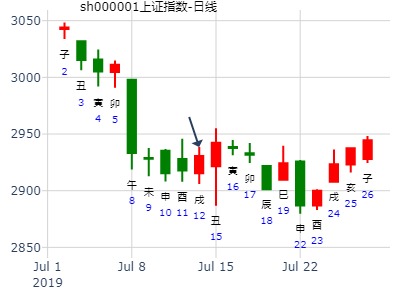 sh000001上证指数-日线
3050
3000
2950
2900
2850
子
2
丑
3
寅
4
卯
5
午
8
未
9
申
10
酉
11
戌
12
丑
15
寅
16
卯
17
辰
18
巳
19
申
22
酉
23
戌
24
亥
25
子
26
Jul 1
2019
Jul 8
Jul 15
Jul 22